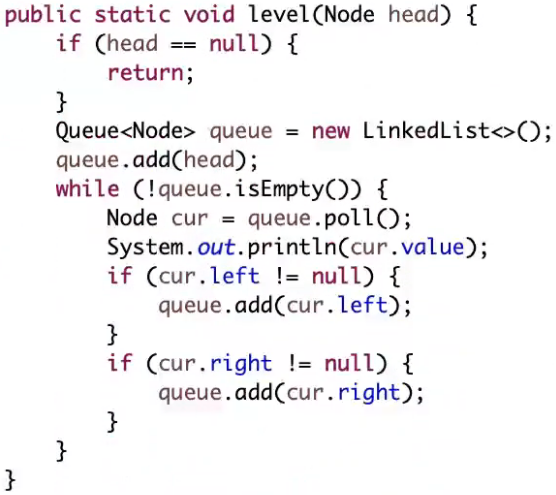 public static void level(Node head) {
    if (head == null) {
        return;
    }
    Queue<Node> queue = new LinkedList<>();
    queue.add(head);
    while (!queue.isEmpty()) {
        Node cur = queue.poll();
        System.out.println(cur.value);
        if (cur.left != null) {
            queue.add(cur.left);
        }
        if (cur.right != null) {
            queue.add(cur.right);
        }
    }
}